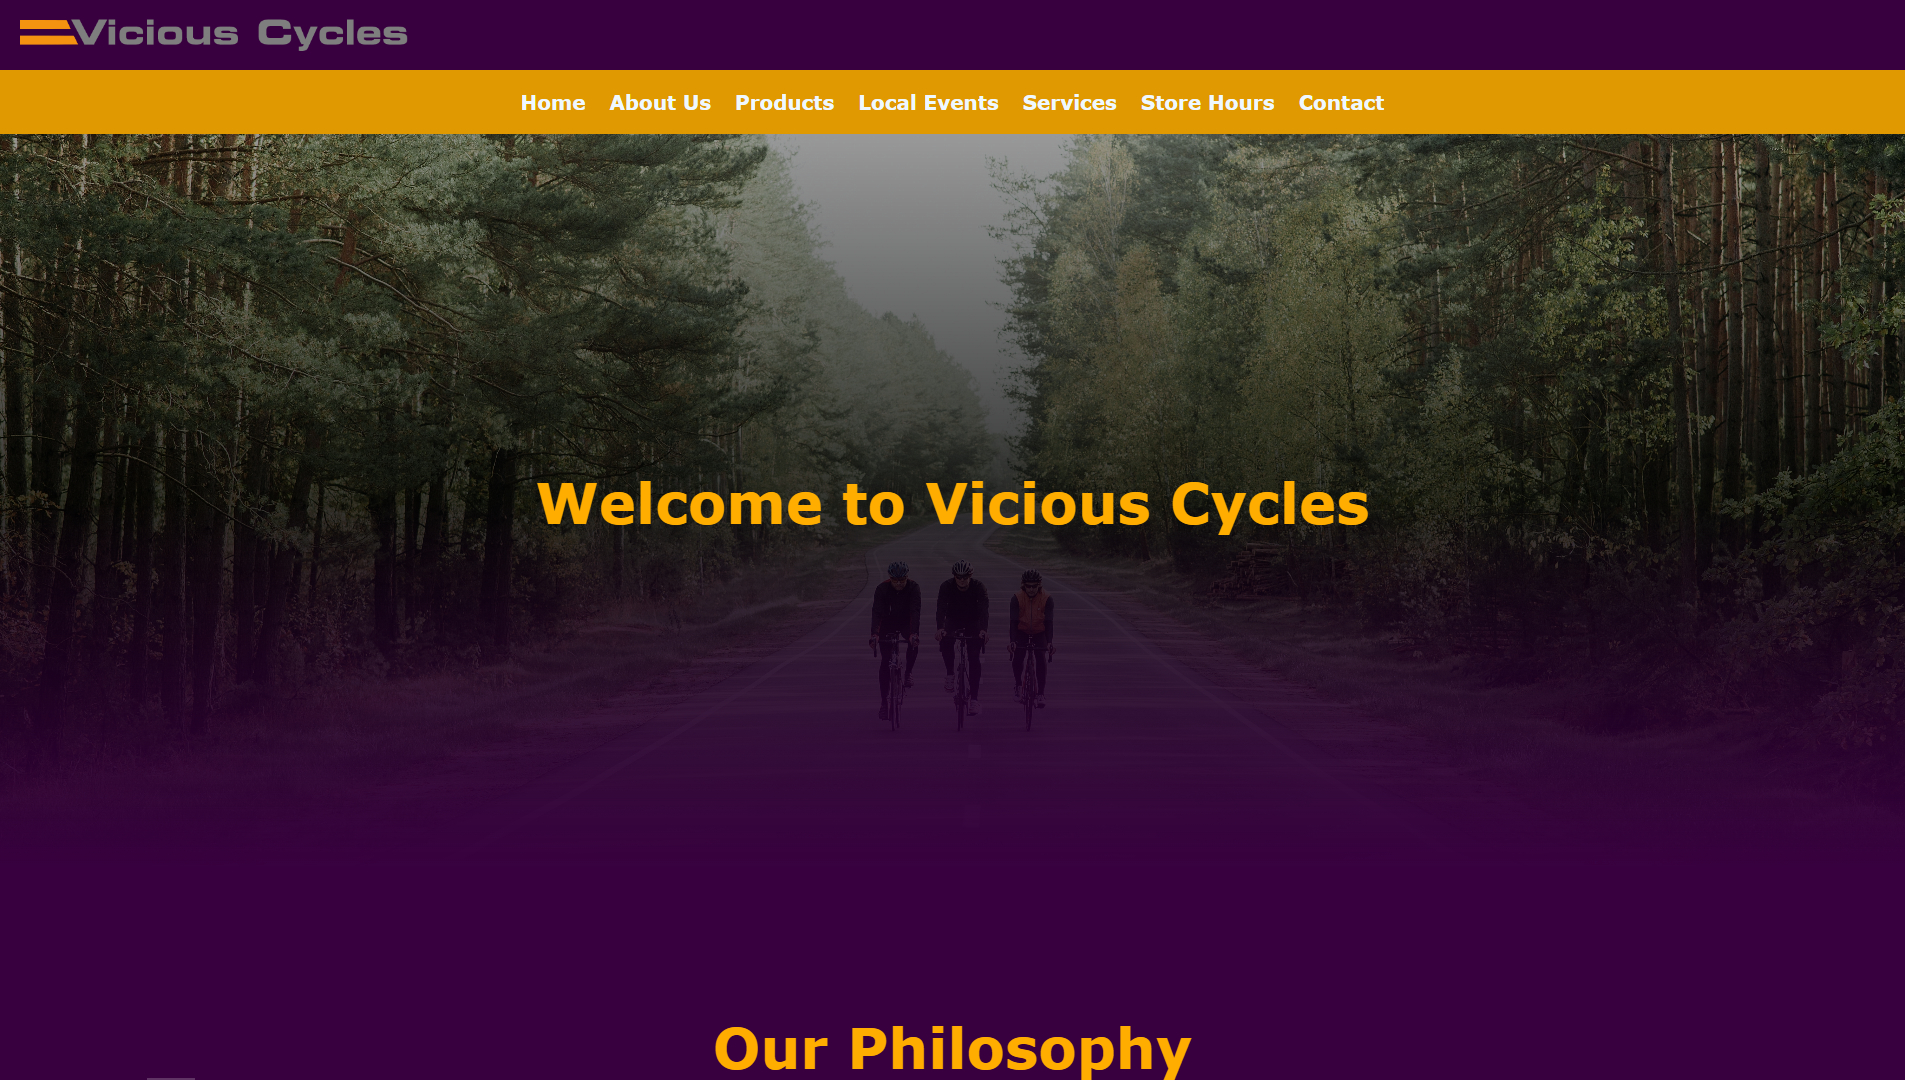 Vicious Cycles
Home About Us Products Local Events Services Store Hours Contact
Welcome to Vicious Cycles
Our Philosophy